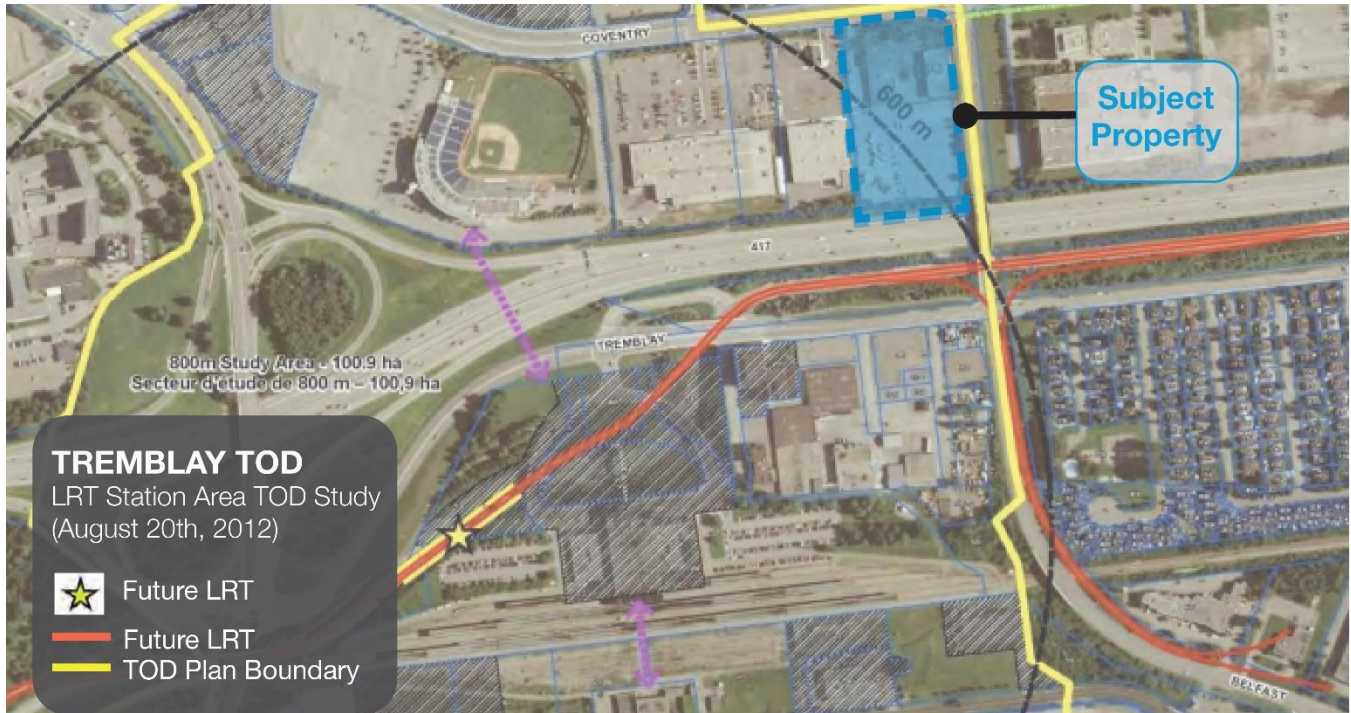 COVENTRY
600 m
Subject
Property
417
TREMBLAY
800m Study Area - 100.9 ha
Secteur d'étude de 800 m – 100,9 ha
TREMBLAY TOD
LRT Station Area TOD Study
(August 20th, 2012)
Future LRT
Future LRT
TOD Plan Boundary
BELFAST